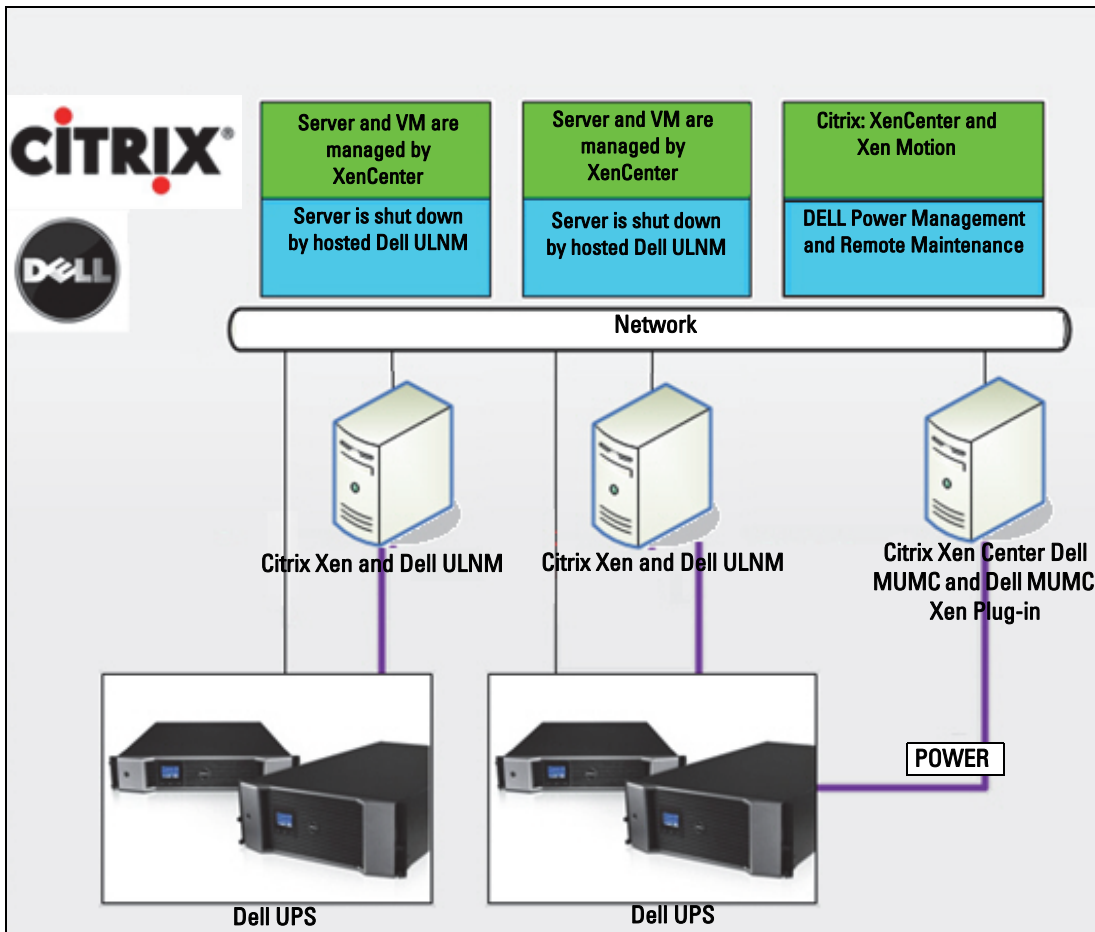 CİTRİX®
DELL
Server and VM are
managed by
XenCenter
Server is shut down
by hosted Dell ULNM
Server and VM are
managed by
XenCenter
Server is shut down
by hosted Dell ULNM
Citrix: XenCenter and
Xen Motion
DELL Power Management
and Remote Maintenance
Network
Citrix Xen and Dell ULNM
Citrix Xen and Dell ULNM
Citrix Xen Center Dell
MUMC and Dell MUMC
Xen Plug-in
POWER
Dell UPS
Dell UPS